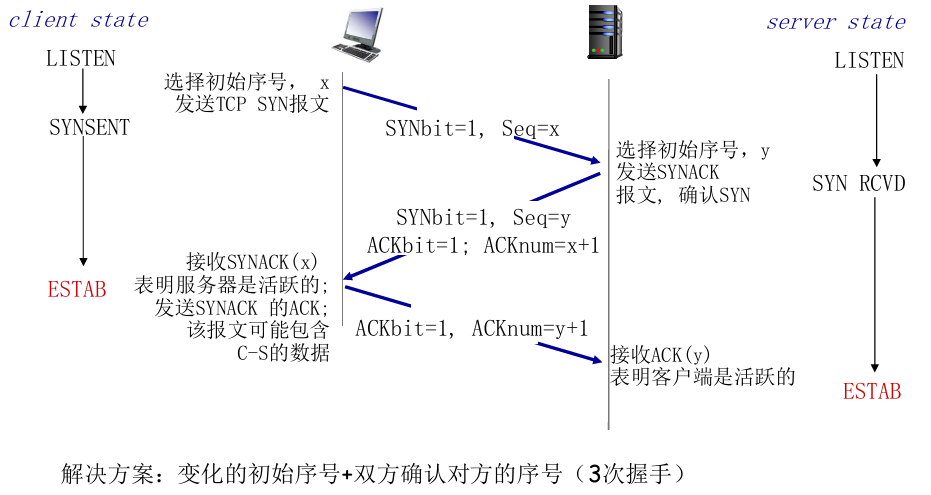 client state
server state
LISTEN
LISTEN
选择初始序号， x
发送TCP SYN报文
SYNSENT
SYNbit=1, Seq=x
选择初始序号，y
发送SYNACK
报文，确认SYN
SYN RCVD
SYNbit=1, Seq=y
ACKbit=1; ACKnum=x+1
接收SYNACK(x)
表明服务器是活跃的;
发送SYNACK 的ACK;
该报文可能包含
C-S的数据
ESTAB
ACKbit=1, ACKnum=y+1
接收ACK(y)
表明客户端是活跃的
ESTAB
解决方案：变化的初始序号+双方确认对方的序号（3次握手）